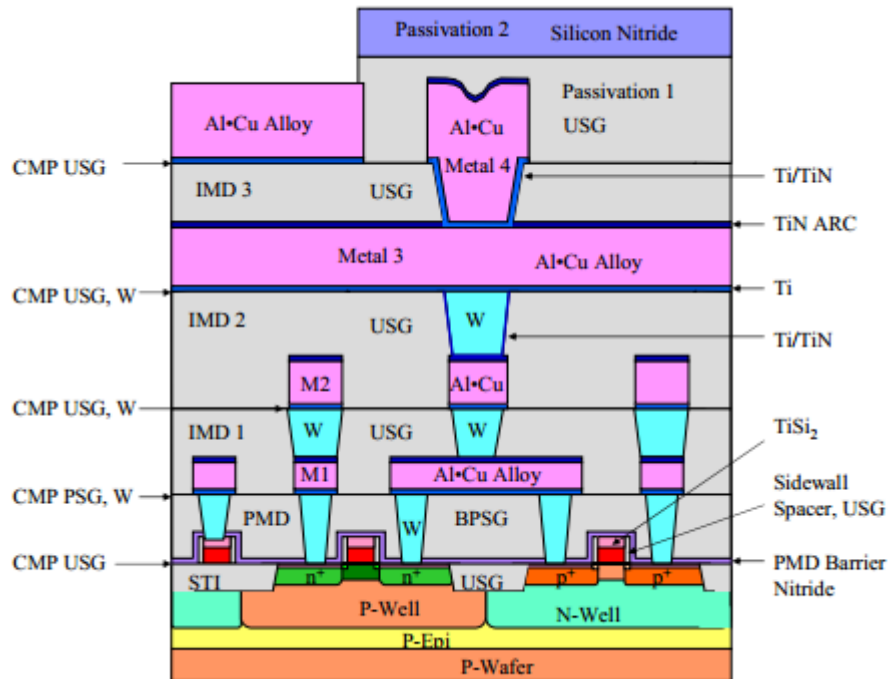 Passivation 2 Silicon Nitride
Passivation 1
USG
Al•Cu Alloy
Al•Cu
Metal 4
CMP USG
Ti/TiN
IMD 3 USG
TiN ARC
Metal 3 Al•Cu Alloy
CMP USG, W
Ti
IMD 2 USG
W
Ti/TiN
M2
Al•Cu
CMP USG, W
IMD 1 USG
W
W
TiSi2
M1
Al•Cu Alloy
CMP PSG, W
Sidewall
Spacer, USG
PMD BPSG
W
CMP USG
PMD Barrier
Nitride
STI n+ n+ USG p+ p+
P-Well
N-Well
P-Epi
P-Wafer